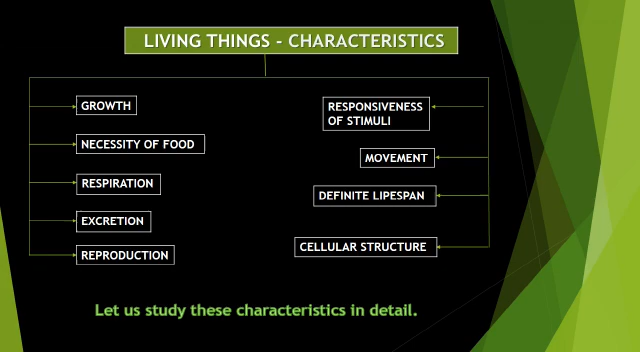 LIVING THINGS - CHARACTERISTICS
GROWTH
NECESSITY OF FOOD
RESPIRATION
EXCRETION
REPRODUCTION
RESPONSIVENESS
OF STIMULI
MOVEMENT
DEFINITE LIPESPAN
CELLULAR STRUCTURE
Let us study these characteristics in detail.